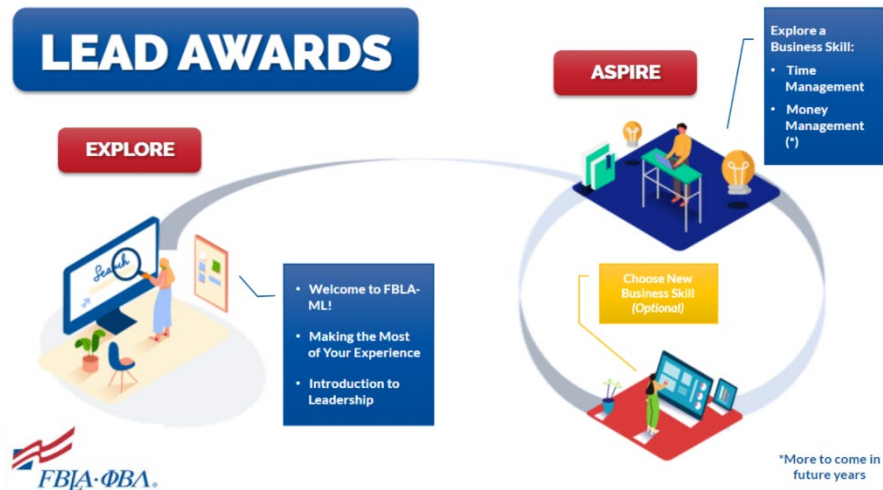 LEAD AWARDS
EXPLORE
Search
• Welcome to FBLA-
ML!
• Making the Most
of Your Experience
• Introduction to
Leadership
ASPIRE
Explore a
Business Skill:
• Time
Management
• Money
Management
(*)
Choose New
Business Skill
(Optional)
*More to come in
future years
FBLA·ΦΒΛ.